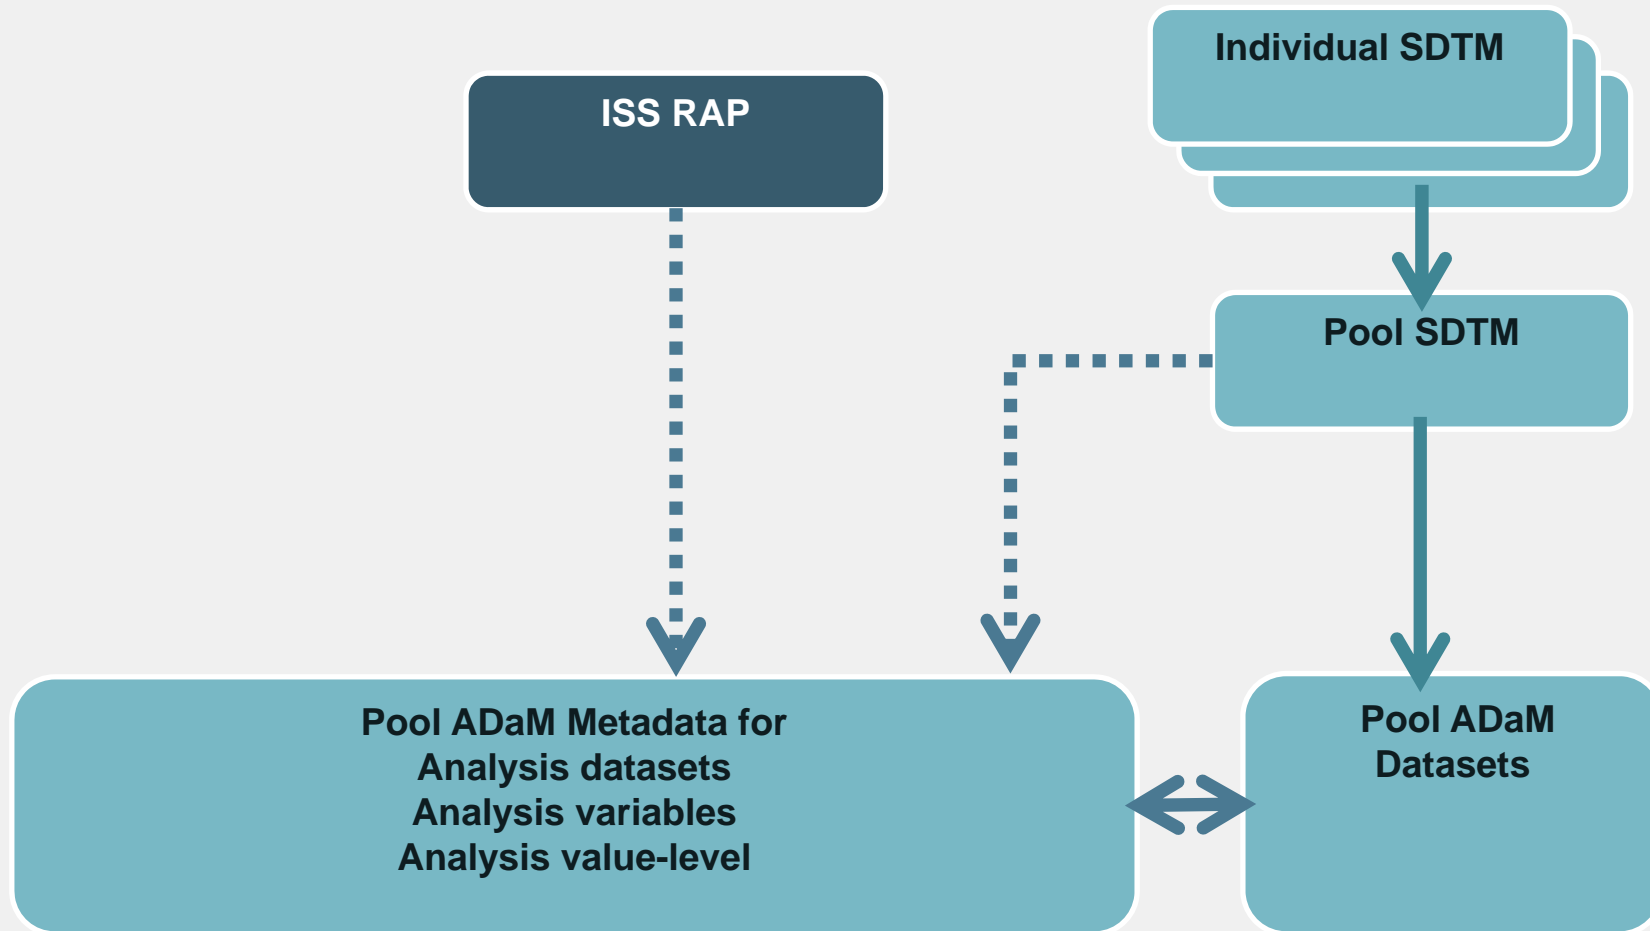 Individual SDTM
ISS RAP
Pool SDTM
Pool ADaM Metadata for
Analysis datasets
Analysis variables
Analysis value-level
Pool ADaM
Datasets